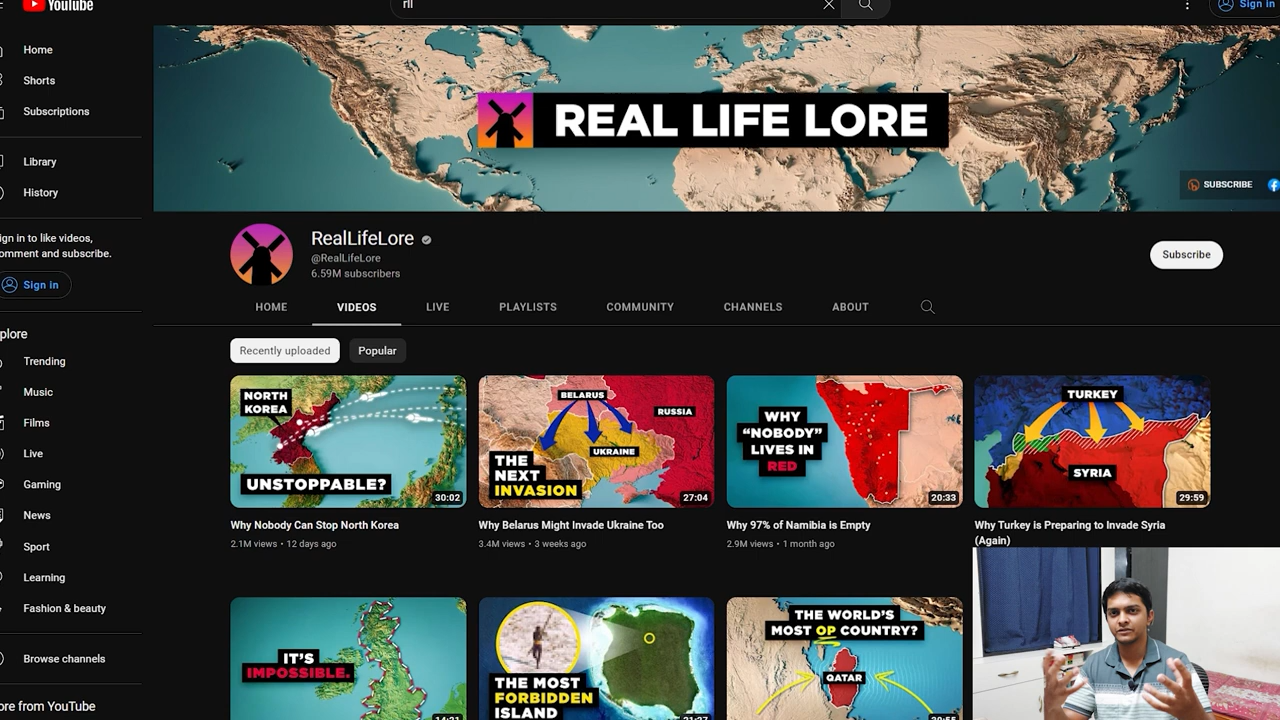 YouTube
rll
Sign in
Home
Shorts
Subscriptions
Library
History
ign in to like videos,
omment and subscribe.
Sign in
plore
Trending
Music
Films
Live
Gaming
News
Sport
Learning
Fashion & beauty
Browse channels
ore from YouTube
REAL LIFE LORE
SUBSCRIBE
RealLifeLore
@RealLifeLore
6.59M subscribers
Subscribe
HOME
VIDEOS
LIVE
PLAYLISTS
COMMUNITY
CHANNELS
ABOUT
Recently uploaded
Popular
NORTH
KOREA
UNSTOPPABLE?
30:02
Why Nobody Can Stop North Korea
2.1M views • 12 days ago
BELARUS
RUSSIA
UKRAINE
THE
NEXT
INVASION
27:04
Why Belarus Might Invade Ukraine Too
3.4M views • 3 weeks ago
WHY
"NOBODY"
LIVES IN
RED
20:33
Why 97% of Namibia is Empty
2.9M views • 1 month ago
TURKEY
SYRIA
29:59
Why Turkey is Preparing to Invade Syria
(Again)
IT'S
IMPOSSIBLE.
THE MOST
FORBIDDEN
ISLAND
THE WORLD'S
MOST OP COUNTRY?
QATAR